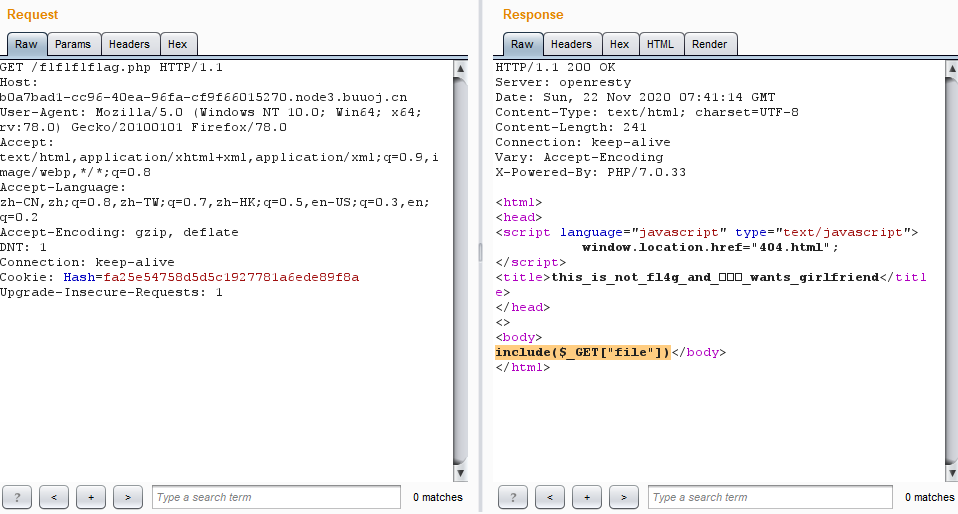 Request
Raw Params Headers Hex
GET /flflflflag.php HTTP/1.1
Host:
b0a7bad1-cc96-40ea-96fa-cf9f66015270.node3.buuoj.cn
User-Agent: Mozilla/5.0 (Windows NT 10.0; Win64; x64;
rv:78.0) Gecko/20100101 Firefox/78.0
Accept:
text/html,application/xhtml+xml,application/xml;q=0.9,i
mage/webp,*/*;q=0.8
Accept-Language:
zh-CN,zh;q=0.8,zh-TW;q=0.7,zh-HK;q=0.5,en-US;q=0.3,en;
q=0.2
Accept-Encoding: gzip, deflate
DNT: 1
Connection: keep-alive
Cookie: Hash=fa25e54758d5d5c1927781a6ede89f8a
Upgrade-Insecure-Requests: 1
? < + > Type a search term 0 matches
Response
Raw Headers Hex HTML Render
HTTP/1.1 200 OK
Server: openresty
Date: Sun, 22 Nov 2020 07:41:14 GMT
Content-Type: text/html; charset=UTF-8
Content-Length: 241
Connection: keep-alive
Vary: Accept-Encoding
X-Powered-By: PHP/7.0.33
<html>
<head>
<script language="javascript" type="text/javascript">
window.location.href="404.html";
</script>
<title>this_is_not_fl4g_and_□□□_wants_girlfriend</titl
e>
</head>
<>
<body>
include($_GET["file"])</body>
</html>
? < + > Type a search term 0 matches